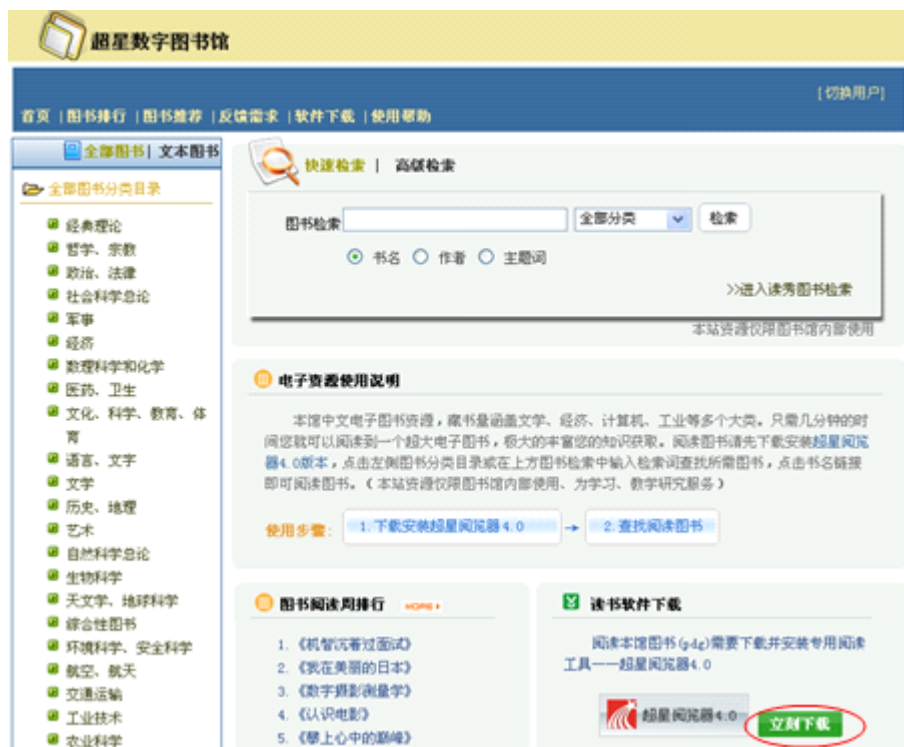 超星数字图书馆
[切换用户]
首页 | 图书排行 | 图书推荐 | 反馈需求 | 软件下载 | 使用帮助
全部图书 | 文本图书
全部图书分类目录
经典理论
哲学、宗教
政治、法律
社会科学总论
军事
经济
数理科学和化学
医药、卫生
文化、科学、教育、体
育
语言、文字
文学
历史、地理
艺术
自然科学总论
生物科学
天文学、地球科学
综合性图书
环境科学、安全科学
航空、航天
交通运输
工业技术
农业科学
快速检索 | 高级检索
图书检索 全部分类 检索
书名 作者 主题词
>>进入读秀图书检索
本站资源仅限图书馆内部使用
电子资源使用说明
本馆中文电子图书资源，藏书量涵盖文学、经济、计算机、工业等多个大类。只需几分钟的时
间您就可以阅读到一个超大电子图书，极大的丰富您的知识获取。阅读图书请先下载安装超星阅览
器4.0版本，点击左侧图书分类目录或在上方图书检索中输入检索词查找所需图书，点击书名链接
即可阅读图书。（本站资源仅限图书馆内部使用、为学习、教学研究服务）
使用步骤： 1.下载安装超星阅览器4.0 → 2.查找阅读图书
图书阅读周排行 MORE
1. 《机智沉着过面试》
2. 《我在美丽的日本》
3. 《数字摄影测量学》
4. 《认识电影》
5. 《攀上心中的巅峰》
读书软件下载
阅读本馆图书(pdg)需要下载并安装专用阅读
工具——超星阅览器4.0
超星阅览器4.0 立刻下载